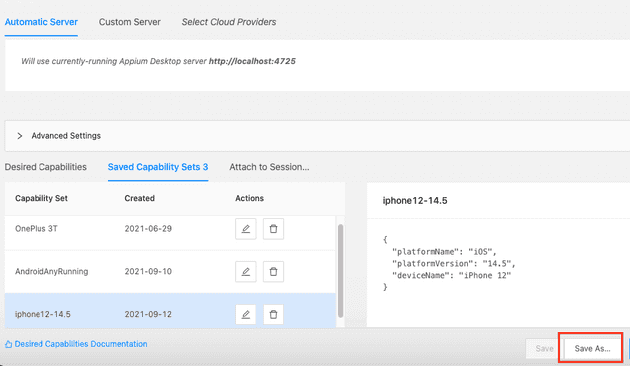 Automatic Server Custom Server Select Cloud Providers
Will use currently-running Appium Desktop server http://localhost:4725
Advanced Settings
Desired Capabilities Saved Capability Sets 3 Attach to Session...
Capability Set Created Actions
OnePlus 3T 2021-06-29
AndroidAnyRunning 2021-09-10
iphone12-14.5 2021-09-12
iphone12-14.5
{
"platformName": "iOS",
"platformVersion": "14.5",
"deviceName": "iPhone 12"
}
Desired Capabilities Documentation
Save Save As...